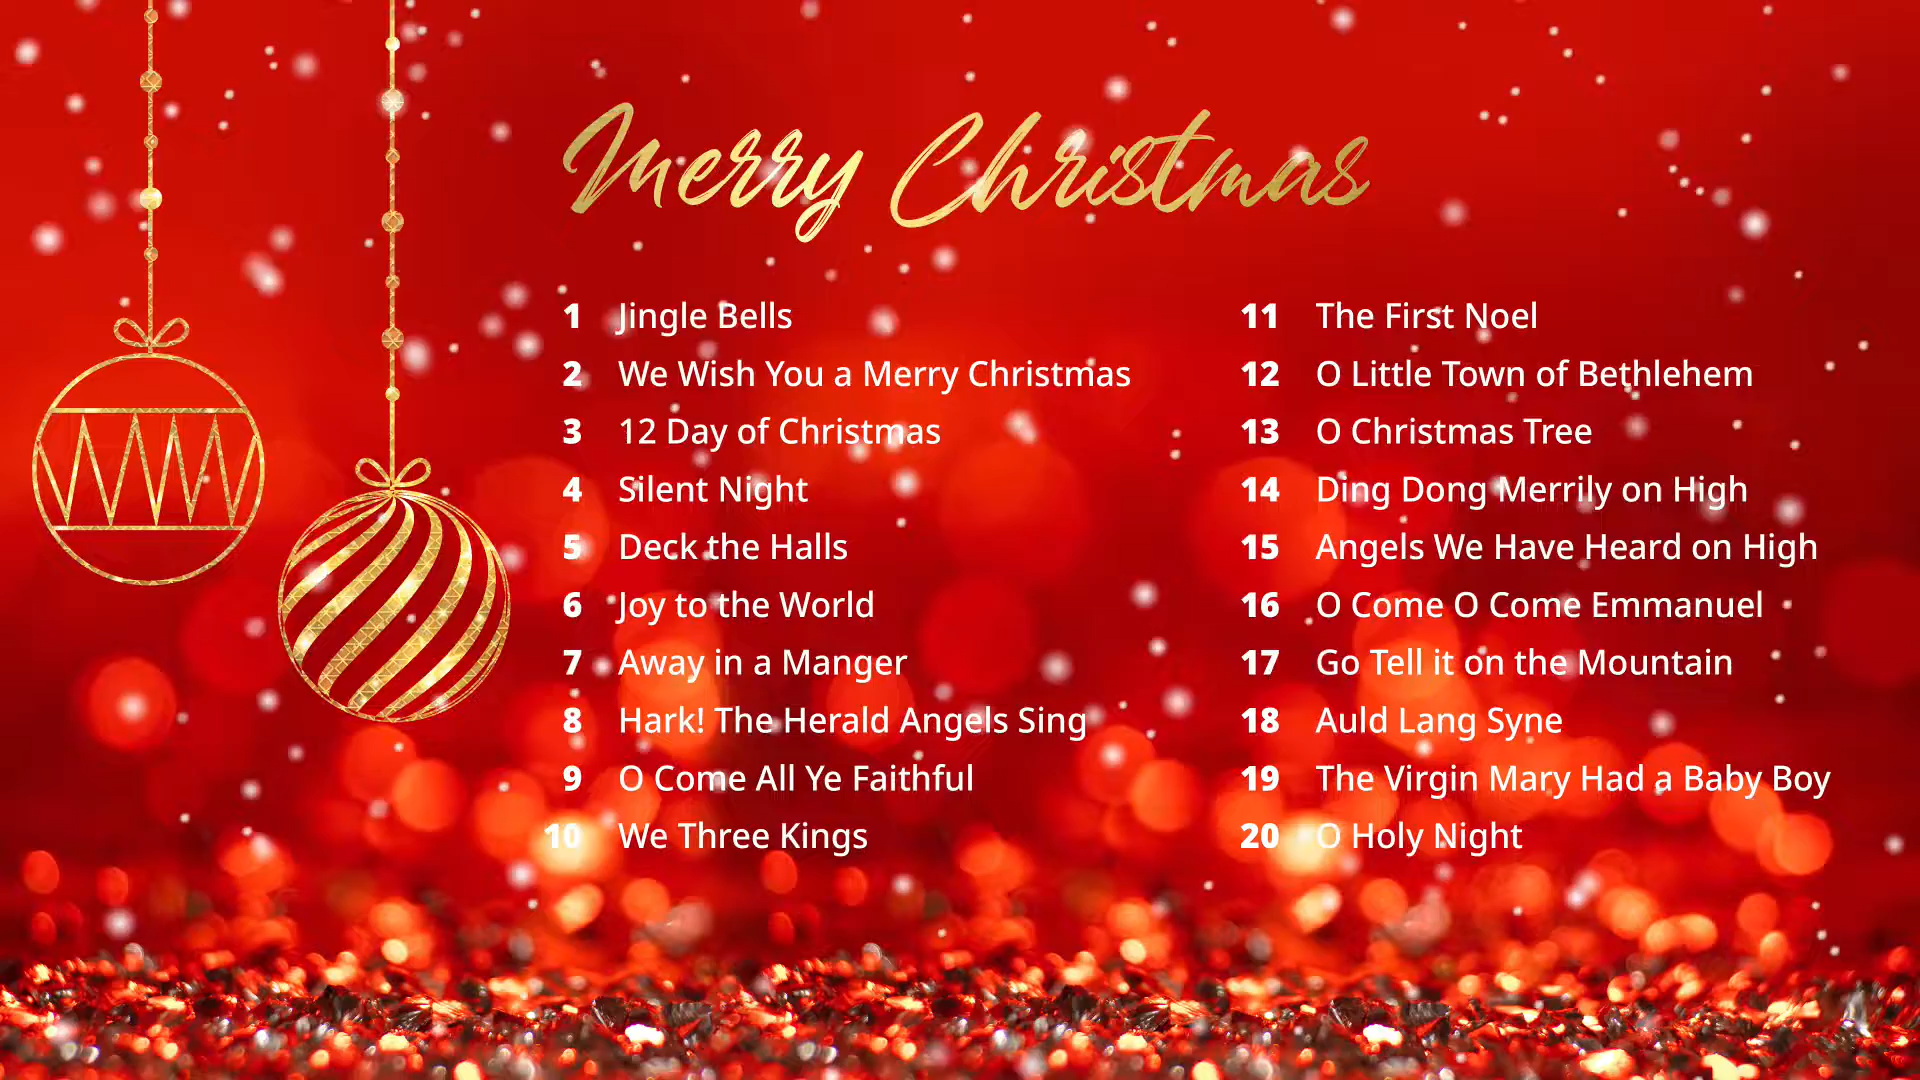 Merry Christmas
1 Jingle Bells
2 We Wish You a Merry Christmas
3 12 Day of Christmas
4 Silent Night
5 Deck the Halls
6 Joy to the World
7 Away in a Manger
8 Hark! The Herald Angels Sing
9 O Come All Ye Faithful
10 We Three Kings
11 The First Noel
12 O Little Town of Bethlehem
13 O Christmas Tree
14 Ding Dong Merrily on High
15 Angels We Have Heard on High
16 O Come O Come Emmanuel
17 Go Tell it on the Mountain
18 Auld Lang Syne
19 The Virgin Mary Had a Baby Boy
20 O Holy Night